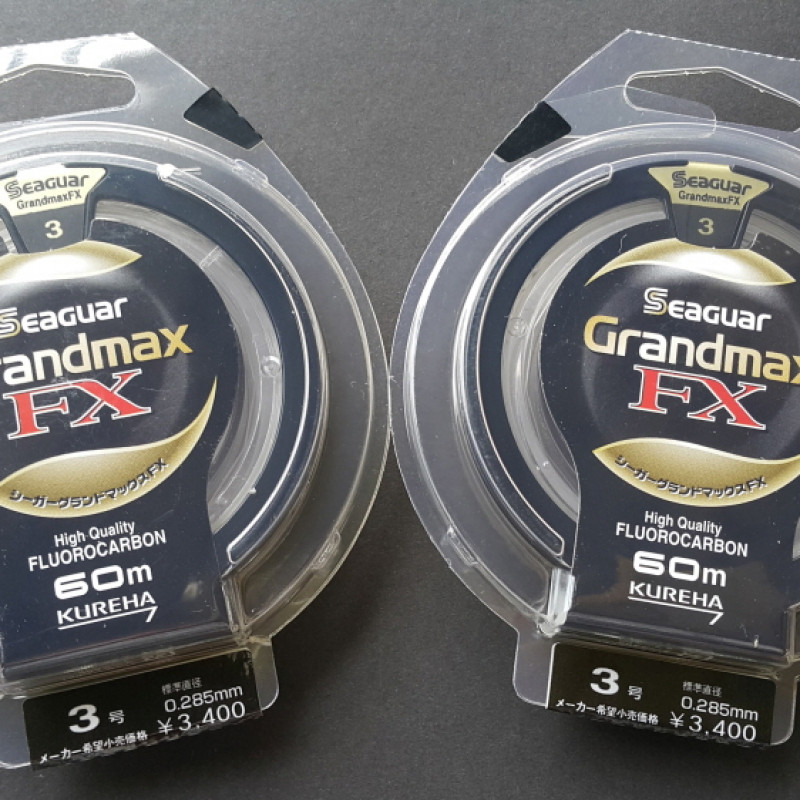 Seaguar
GrandmaxFX
3
Seaguar
randmax
FX
シーガーグランドマックスFX
High Quality
FLUOROCARBON
60m
KUREHA
3号
標準直径
0.285mm
メーカー希望小売価格 ¥3,400
Seaguar
GrandmaxFX
3
Seaguar
Grandmax
FX
シーガーグランドマックスFX
High Quality
FLUOROCARBON
60m
KUREHA
3号
標準直径
0.285mm
メーカー希望小売価格 ¥3,400